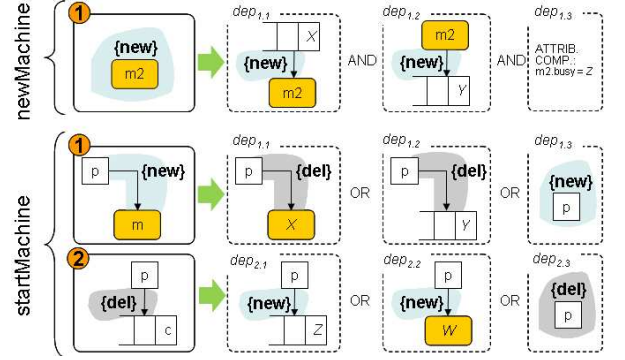 newMachine
1
{new}
m2
dep1.1
X
{new}
m2
AND
dep1.2
m2
{new}
Y
AND
dep1.3
ATTRIB.
COMP.:
m2.busy = Z
startMachine
1
p
{new}
m
dep1.1
p
{del}
X
OR
dep1.2
p
{del}
Y
OR
dep1.3
{new}
p
2
p
{del}
c
dep2.1
p
{new}
Z
OR
dep2.2
p
{new}
W
OR
dep2.3
{del}
p